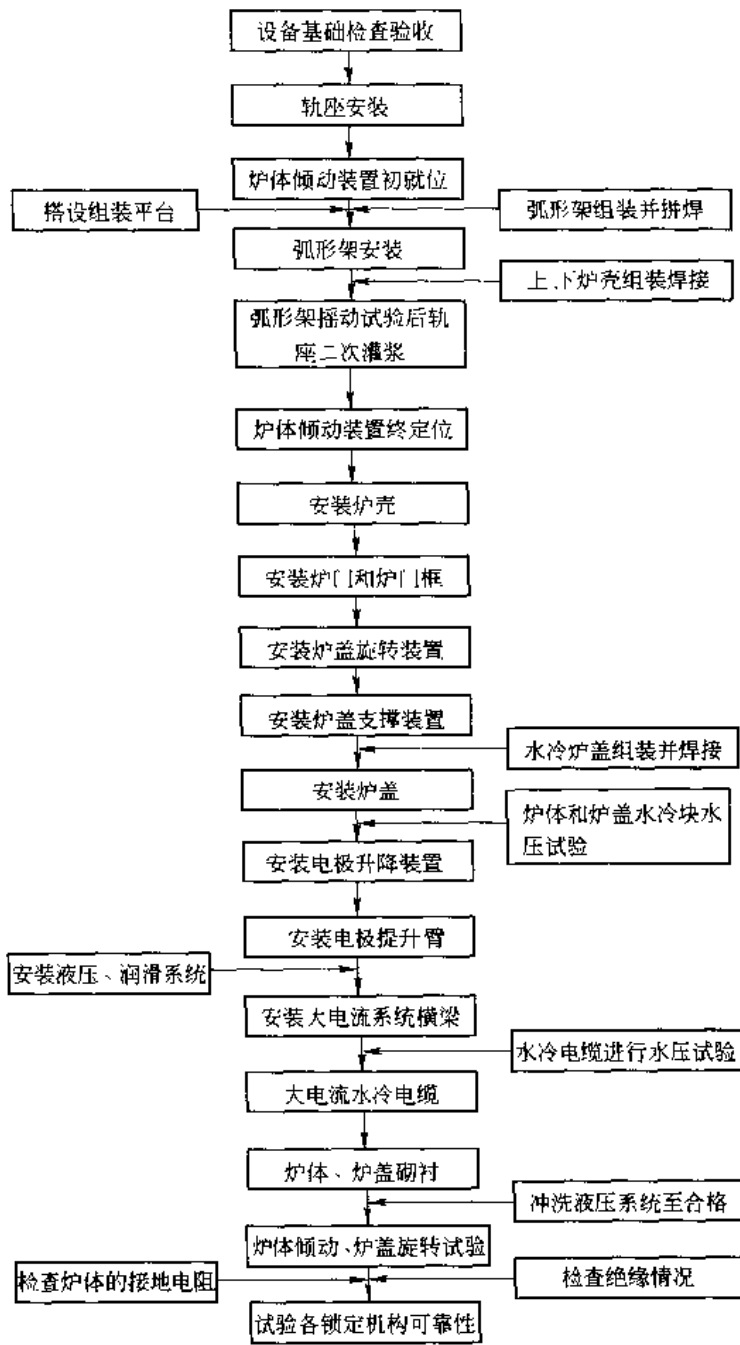 设备基础检查验收
轨座安装
炉体倾动装置初就位
搭设组装平台
弧形架组装并拼焊
弧形架安装
上、下炉壳组装焊接
弧形架摇动试验后轨
座二次灌浆
炉体倾动装置终定位
安装炉壳
安装炉门和炉门框
安装炉盖旋转装置
安装炉盖支撑装置
水冷炉盖组装并焊接
安装炉盖
炉体和炉盖水冷块水
压试验
安装电极升降装置
安装电极提升臂
安装液压、润滑系统
安装大电流系统横梁
水冷电缆进行水压试验
大电流水冷电缆
炉体、炉盖砌衬
冲洗液压系统至合格
炉体倾动、炉盖旋转试验
检查炉体的接地电阻
检查绝缘情况
试验各锁定机构可靠性